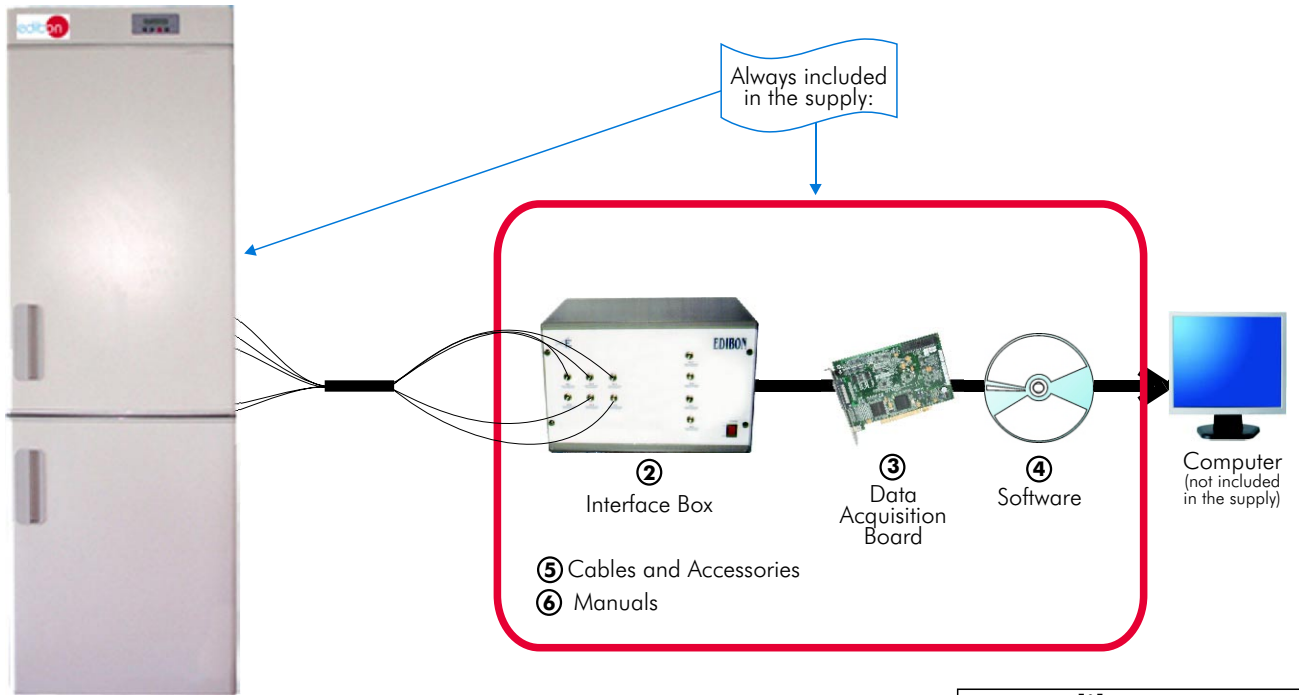 edibon
Always included
in the supply:
EDIBON
②
Interface Box
③
Data
Acquisition
Board
④
Software
Computer
(not included
in the supply)
⑤ Cables and Accessories
⑥ Manuals